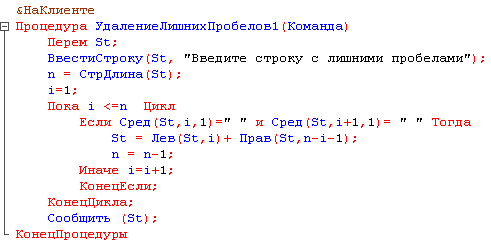 &НаКлиенте
Процедура УдалениеЛишнихПробелов1(Команда)
Перем St;
ВвестиСтроку(St, "Введите строку с лишними пробелами");
n = СтрДлина(St);
i=1;
Пока i <=n  Цикл
Если Сред(St,i,1)=" " и Сред(St,i+1,1)= " " Тогда
St = Лев(St,i)+ Прав(St,n-i-1);
n = n-1;
Иначе i=i+1;
КонецЕсли;
КонецЦикла;
Сообщить (St);
КонецПроцедуры